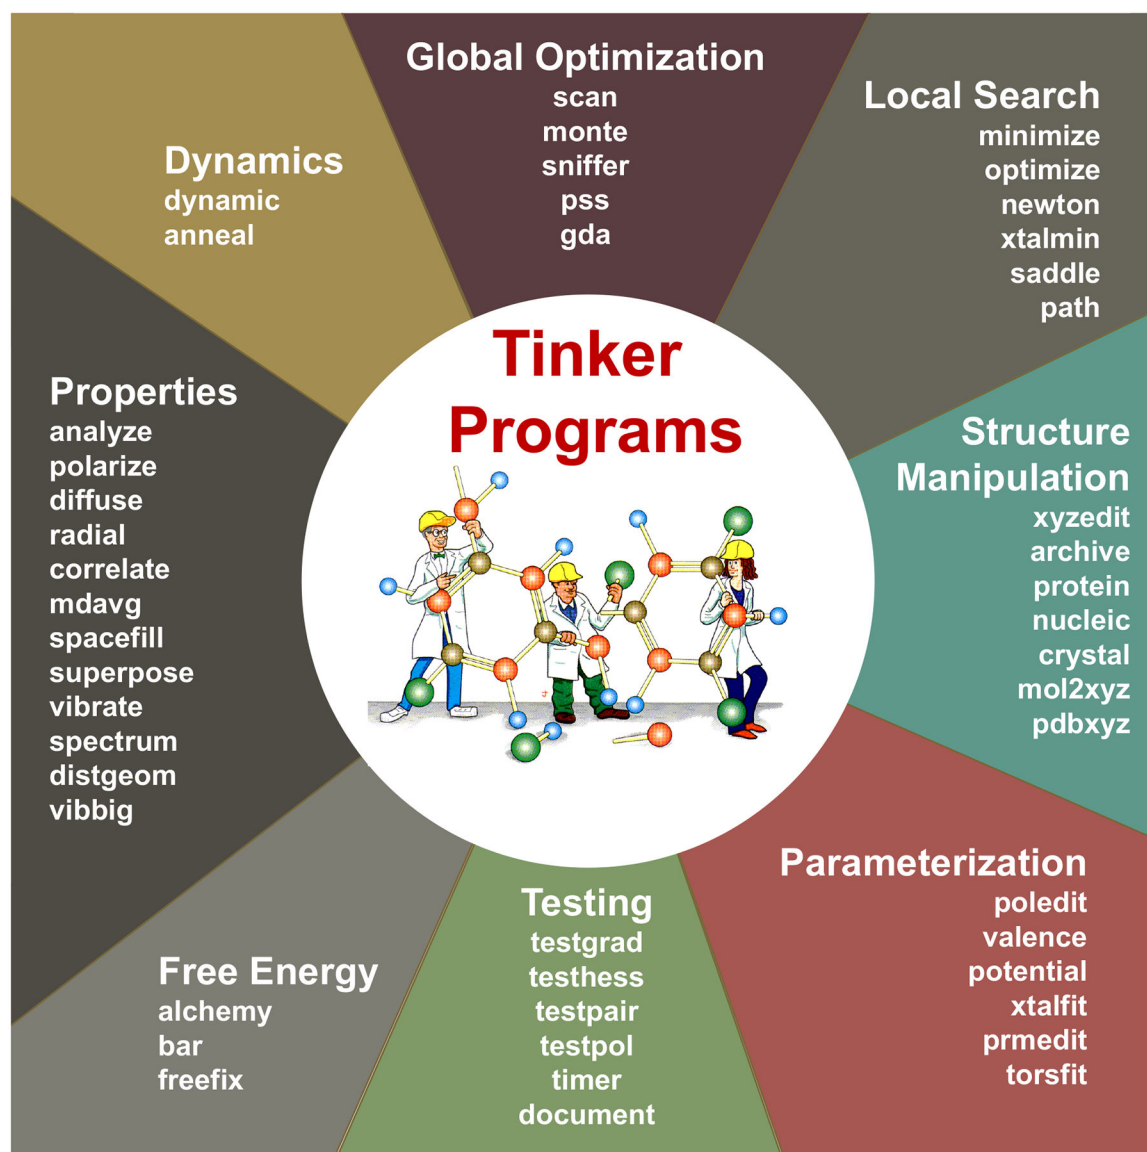 Tinker
Programs
Global Optimization
scan
monte
sniffer
pss
gda
Local Search
minimize
optimize
newton
xtalmin
saddle
path
Structure
Manipulation
xyzedit
archive
protein
nucleic
crystal
mol2xyz
pdbxyz
Parameterization
poledit
valence
potential
xtalfit
prmedit
torsfit
Testing
testgrad
testhess
testpair
testpol
timer
document
Free Energy
alchemy
bar
freefix
Properties
analyze
polarize
diffuse
radial
correlate
mdavg
spacefill
superpose
vibrate
spectrum
distgeom
vibbig
Dynamics
dynamic
anneal